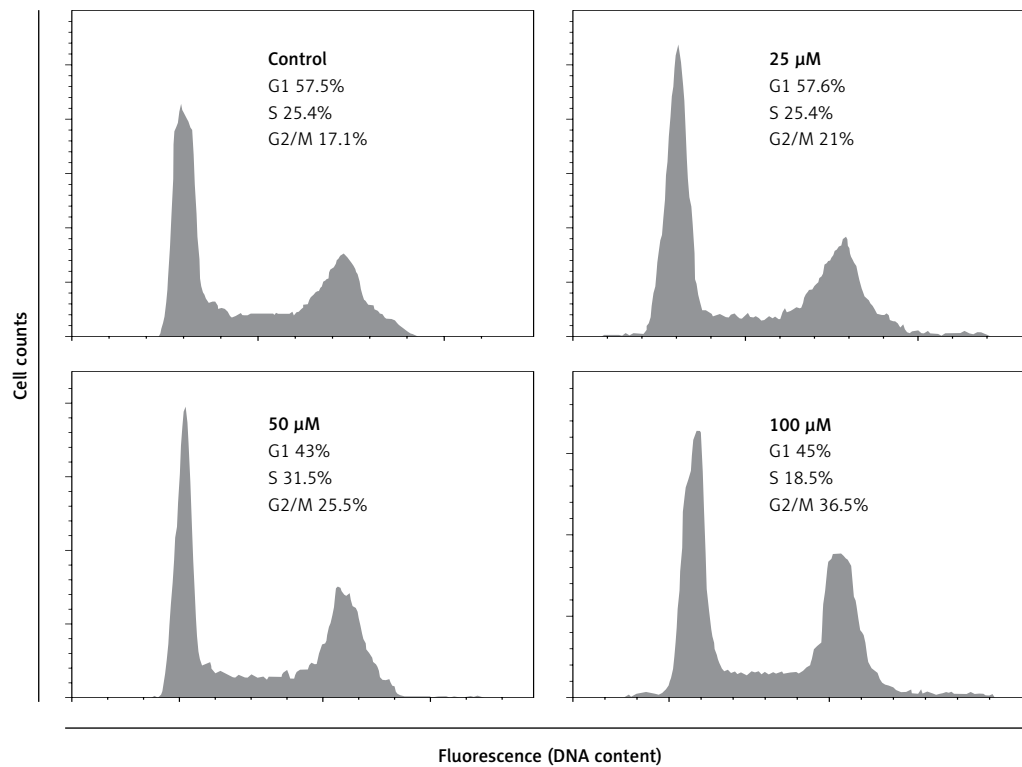 Control
G1 57.5%
S 25.4%
G2/M 17.1%
25 µM
G1 57.6%
S 25.4%
G2/M 21%
50 µM
G1 43%
S 31.5%
G2/M 25.5%
100 µM
G1 45%
S 18.5%
G2/M 36.5%
Cell counts
Fluorescence (DNA content)